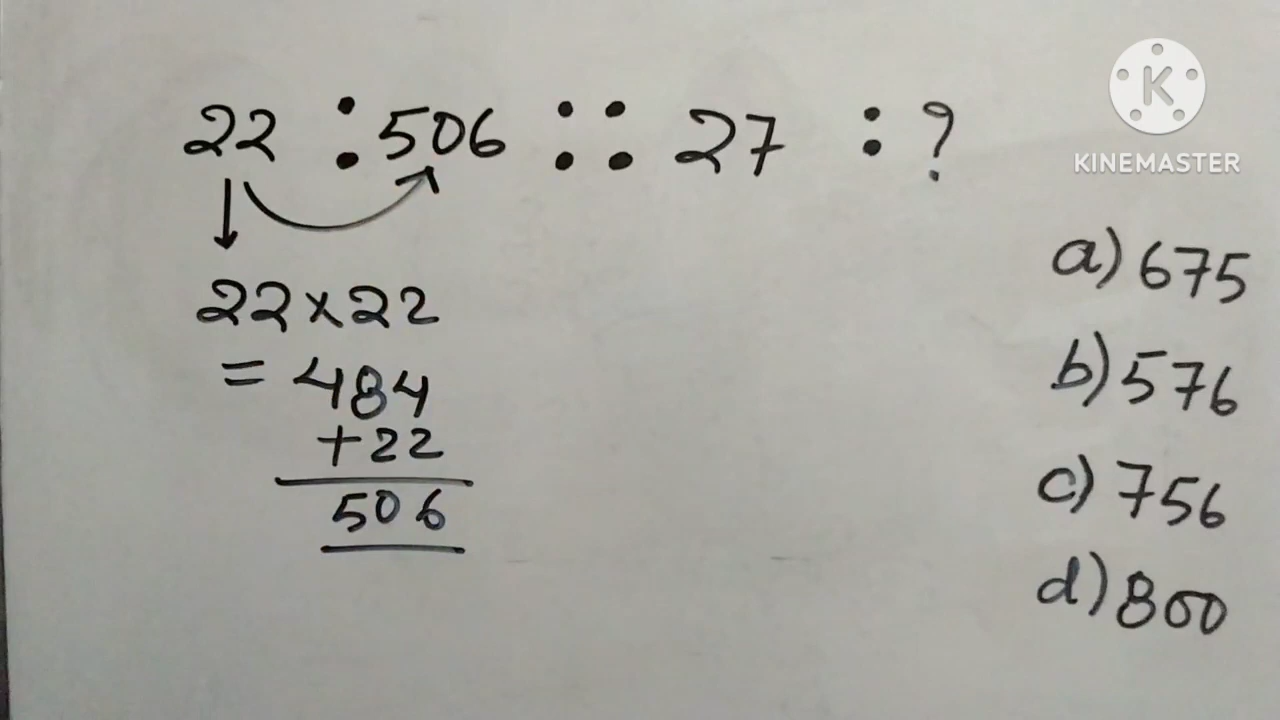 22 : 506 :: 27 : ?
22×22
= 484
+22
506
a) 675
b) 576
c) 756
d) 800
K
KINEMASTER